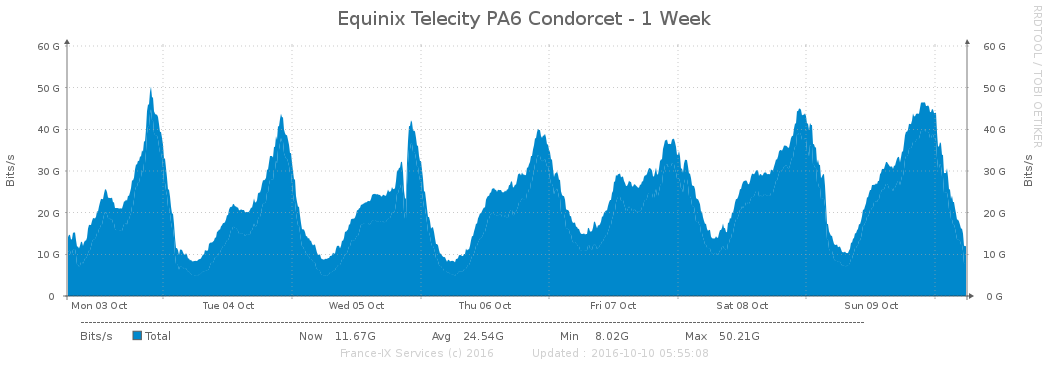 Equinix Telecity PA6 Condorcet - 1 Week
RRDTOOL / TOBI OETIKER
Bits/s
60 G 60 G
50 G 50 G
40 G 40 G
30 G 30 G
20 G 20 G
10 G 10 G
0 0 G
Bits/s
Mon 03 Oct Tue 04 Oct Wed 05 Oct Thu 06 Oct Fri 07 Oct Sat 08 Oct Sun 09 Oct
Bits/s Total Now 11.67G Avg 24.54G Min 8.02G Max 50.21G
France-IX Services (c) 2016 Updated : 2016-10-10 05:55:08